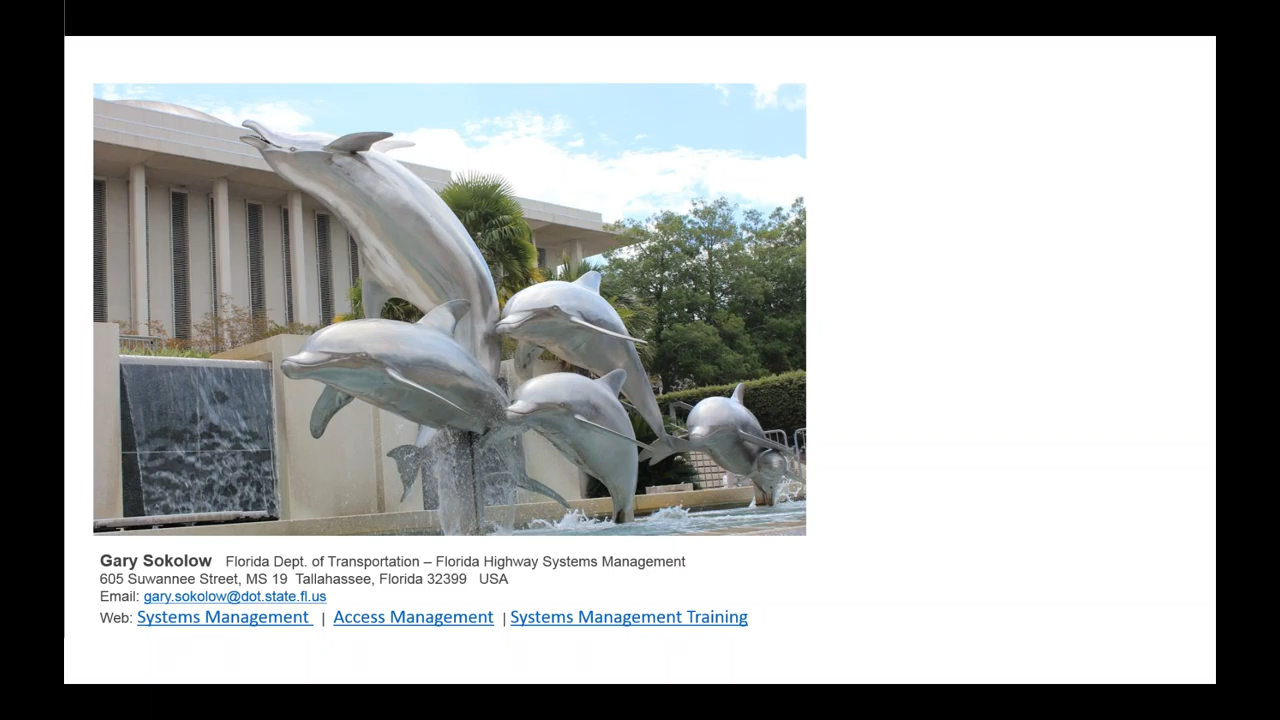 Gary Sokolow Florida Dept. of Transportation – Florida Highway Systems Management
605 Suwannee Street, MS 19 Tallahassee, Florida 32399 USA
Email: gary.sokolow@dot.state.fl.us
Web: Systems Management | Access Management | Systems Management Training